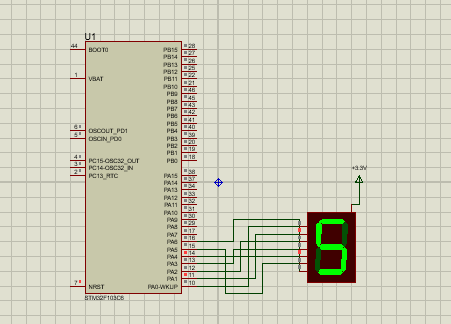 U1
44 BOOT0
1 VBAT
6 OSCOUT_PD1
5 OSCIN_PD0
4 PC15-OSC32_OUT
3 PC14-OSC32_IN
2 PC13_RTC
7 NRST
PB15 28
PB14 27
PB13 26
PB12 25
PB11 22
PB10 21
PB9 46
PB8 45
PB7 43
PB6 42
PB5 41
PB4 40
PB3 39
PB2 20
PB1 19
PB0 18
PA15 38
PA14 37
PA13 34
PA12 33
PA11 32
PA10 31
PA9 30
PA8 29
PA7 17
PA6 16
PA5 15
PA4 14
PA3 13
PA2 12
PA1 11
PA0-WKUP 10
STM32F103C6
+3.3V
5